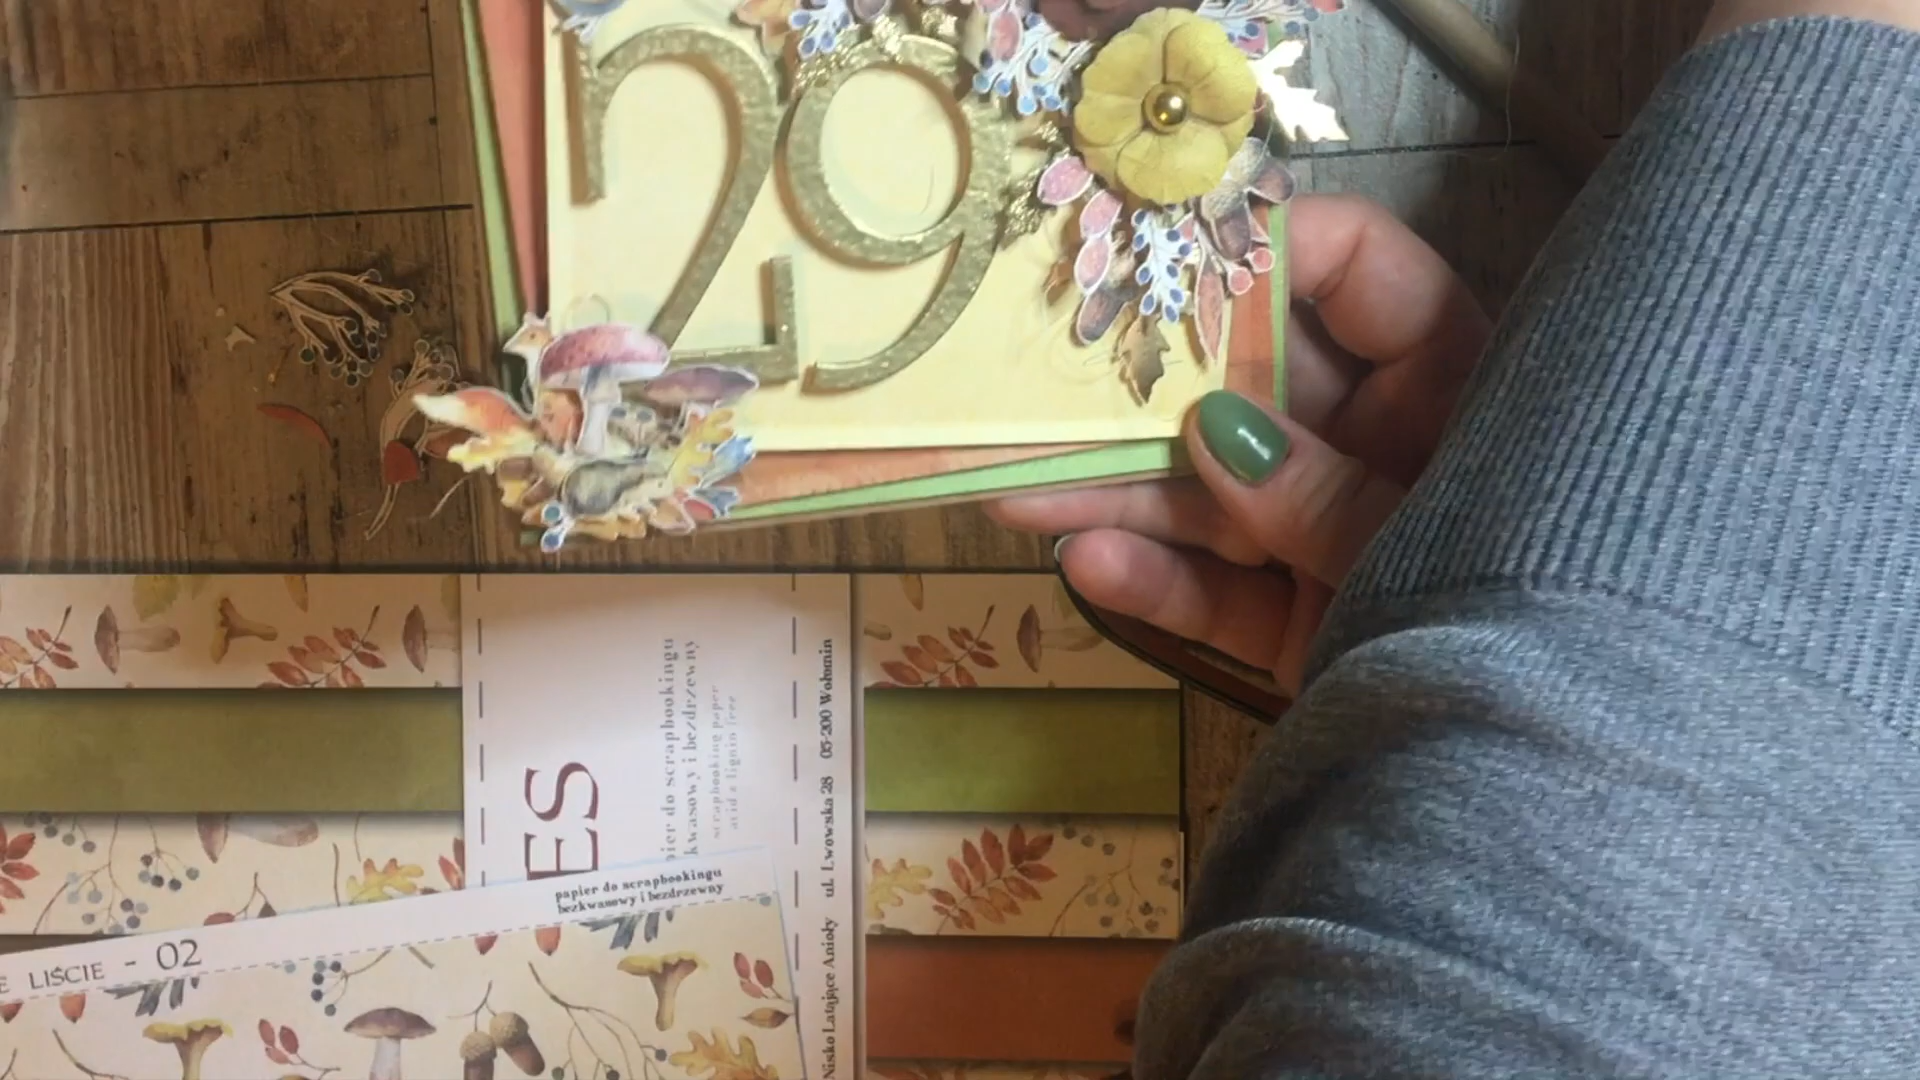 29
ES
papier do scrapbookingu
bezkwasowy i bezdrzewny
pier do scrapbookingu
kwasowy i bezdrzewny
scrapbooking paper
acid & lignin free
ul. Lwowska 28 05-200 Wołomin
Nisko Latające Anioły
E LIŚCIE - 02